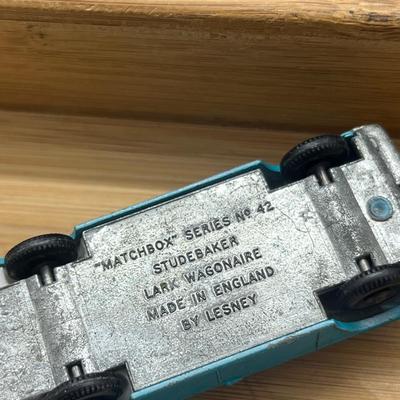 "MATCHBOX" SERIES Nº 42
STUDEBAKER
LARK WAGONAIRE
MADE IN ENGLAND
BY LESNEY